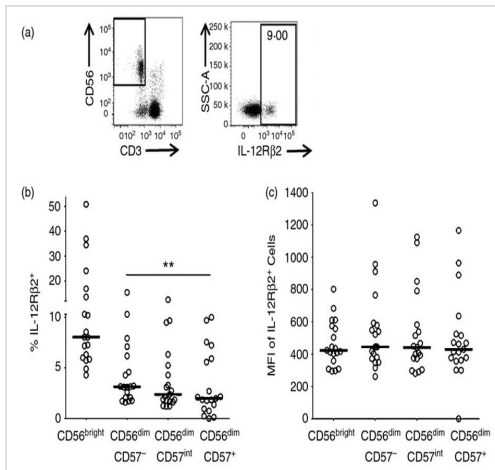 (a)
10⁵
10⁴
10³
10²
0
CD56
0 10² 10³ 10⁴ 10⁵
CD3
250 k
200 k
150 k
100 k
50 k
0
SSC-A
9·00
0 10³ 10⁴ 10⁵
IL-12Rβ2
(b)
50
40
30
20
10
5
0
% IL-12Rβ2⁺
**
CD56ᵇʳⁱᵍʰᵗ CD56ᵈⁱᵐ CD56ᵈⁱᵐ CD56ᵈⁱᵐ
CD57⁻ CD57ⁱⁿᵗ CD57⁺
(c)
1400
1200
1000
800
600
400
200
0
MFI of IL-12Rβ2⁺ Cells
CD56ᵇʳⁱᵍʰᵗ CD56ᵈⁱᵐ CD56ᵈⁱᵐ CD56ᵈⁱᵐ
CD57⁻ CD57ⁱⁿᵗ CD57⁺